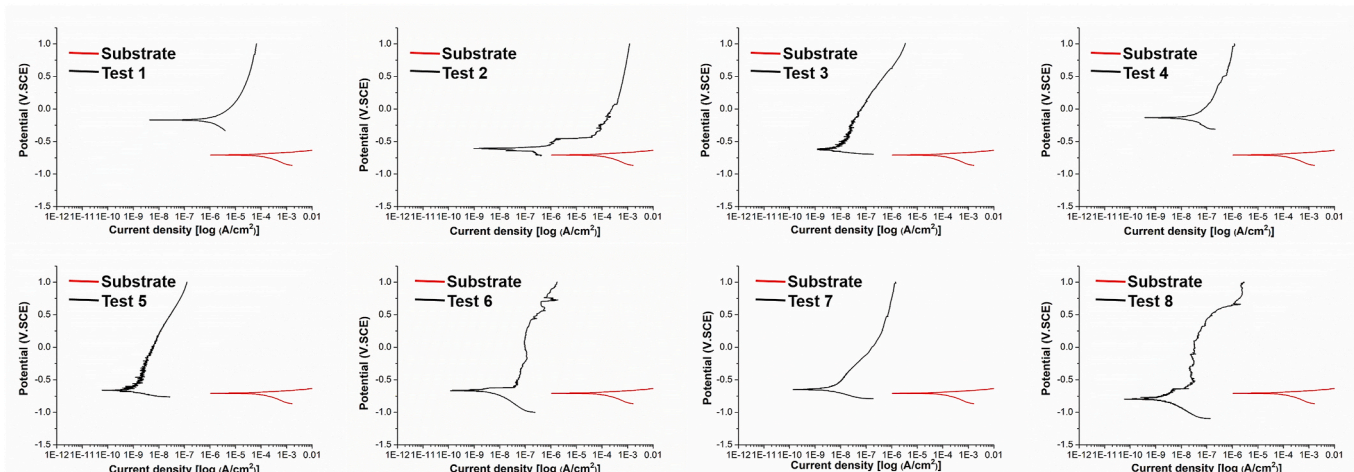 Substrate
Test 1
1.0
0.5
0.0
-0.5
-1.0
-1.5
Potential (V.SCE)
1E-12 1E-11 1E-10 1E-9 1E-8 1E-7 1E-6 1E-5 1E-4 1E-3 0.01
Current density [log (A/cm²)]
Substrate
Test 2
1.0
0.5
0.0
-0.5
-1.0
-1.5
Potential (V.SCE)
1E-12 1E-11 1E-10 1E-9 1E-8 1E-7 1E-6 1E-5 1E-4 1E-3 0.01
Current density [log (A/cm²)]
Substrate
Test 3
1.0
0.5
0.0
-0.5
-1.0
-1.5
Potential (V.SCE)
1E-12 1E-11 1E-10 1E-9 1E-8 1E-7 1E-6 1E-5 1E-4 1E-3 0.01
Current density [log (A/cm²)]
Substrate
Test 4
1.0
0.5
0.0
-0.5
-1.0
-1.5
Potential (V.SCE)
1E-12 1E-11 1E-10 1E-9 1E-8 1E-7 1E-6 1E-5 1E-4 1E-3 0.01
Current density [log (A/cm²)]
Substrate
Test 5
1.0
0.5
0.0
-0.5
-1.0
-1.5
Potential (V.SCE)
1E-12 1E-11 1E-10 1E-9 1E-8 1E-7 1E-6 1E-5 1E-4 1E-3 0.01
Current density [log (A/cm²)]
Substrate
Test 6
1.0
0.5
0.0
-0.5
-1.0
-1.5
Potential (V.SCE)
1E-12 1E-11 1E-10 1E-9 1E-8 1E-7 1E-6 1E-5 1E-4 1E-3 0.01
Current density [log (A/cm²)]
Substrate
Test 7
1.0
0.5
0.0
-0.5
-1.0
-1.5
Potential (V.SCE)
1E-12 1E-11 1E-10 1E-9 1E-8 1E-7 1E-6 1E-5 1E-4 1E-3 0.01
Current density [log (A/cm²)]
Substrate
Test 8
1.0
0.5
0.0
-0.5
-1.0
-1.5
Potential (V.SCE)
1E-12 1E-11 1E-10 1E-9 1E-8 1E-7 1E-6 1E-5 1E-4 1E-3 0.01
Current density [log (A/cm²)]